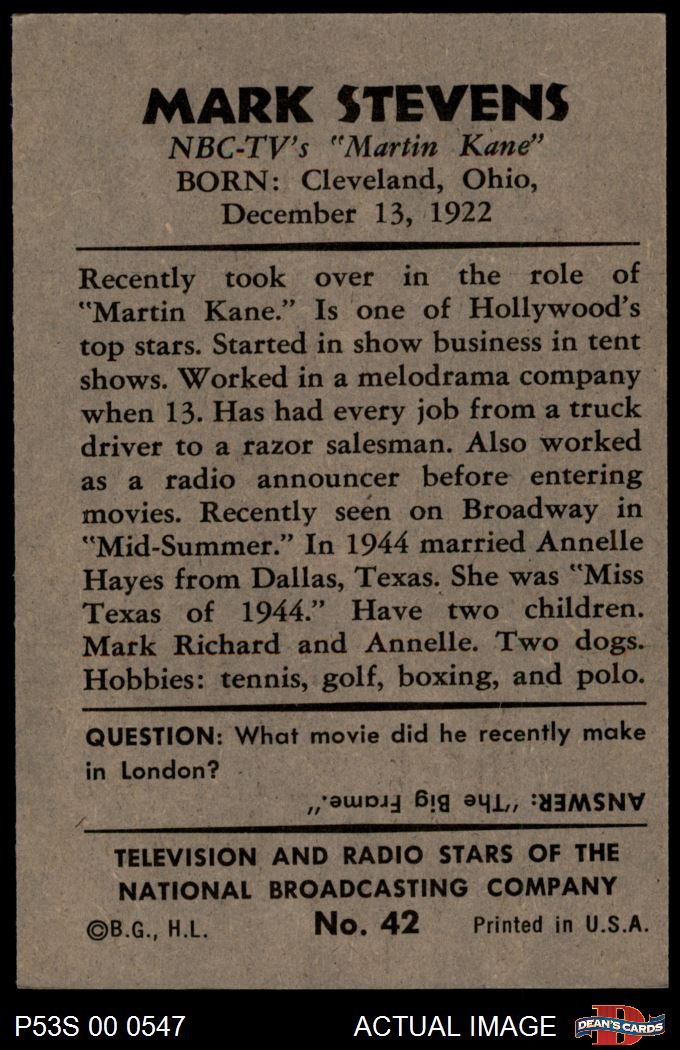 MARK STEVENS
NBC-TV's "Martin Kane"
BORN: Cleveland, Ohio,
December 13, 1922
Recently took over in the role of
"Martin Kane." Is one of Hollywood's
top stars. Started in show business in tent
shows. Worked in a melodrama company
when 13. Has had every job from a truck
driver to a razor salesman. Also worked
as a radio announcer before entering
movies. Recently seen on Broadway in
"Mid-Summer." In 1944 married Annelle
Hayes from Dallas, Texas. She was "Miss
Texas of 1944." Have two children.
Mark Richard and Annelle. Two dogs.
Hobbies: tennis, golf, boxing, and polo.
QUESTION: What movie did he recently make
in London?
ANSWER: "The Big Frame."
TELEVISION AND RADIO STARS OF THE
NATIONAL BROADCASTING COMPANY
©B.G., H.L. No. 42 Printed in U.S.A.
P53S 00 0547 ACTUAL IMAGE D DEAN'S CARDS